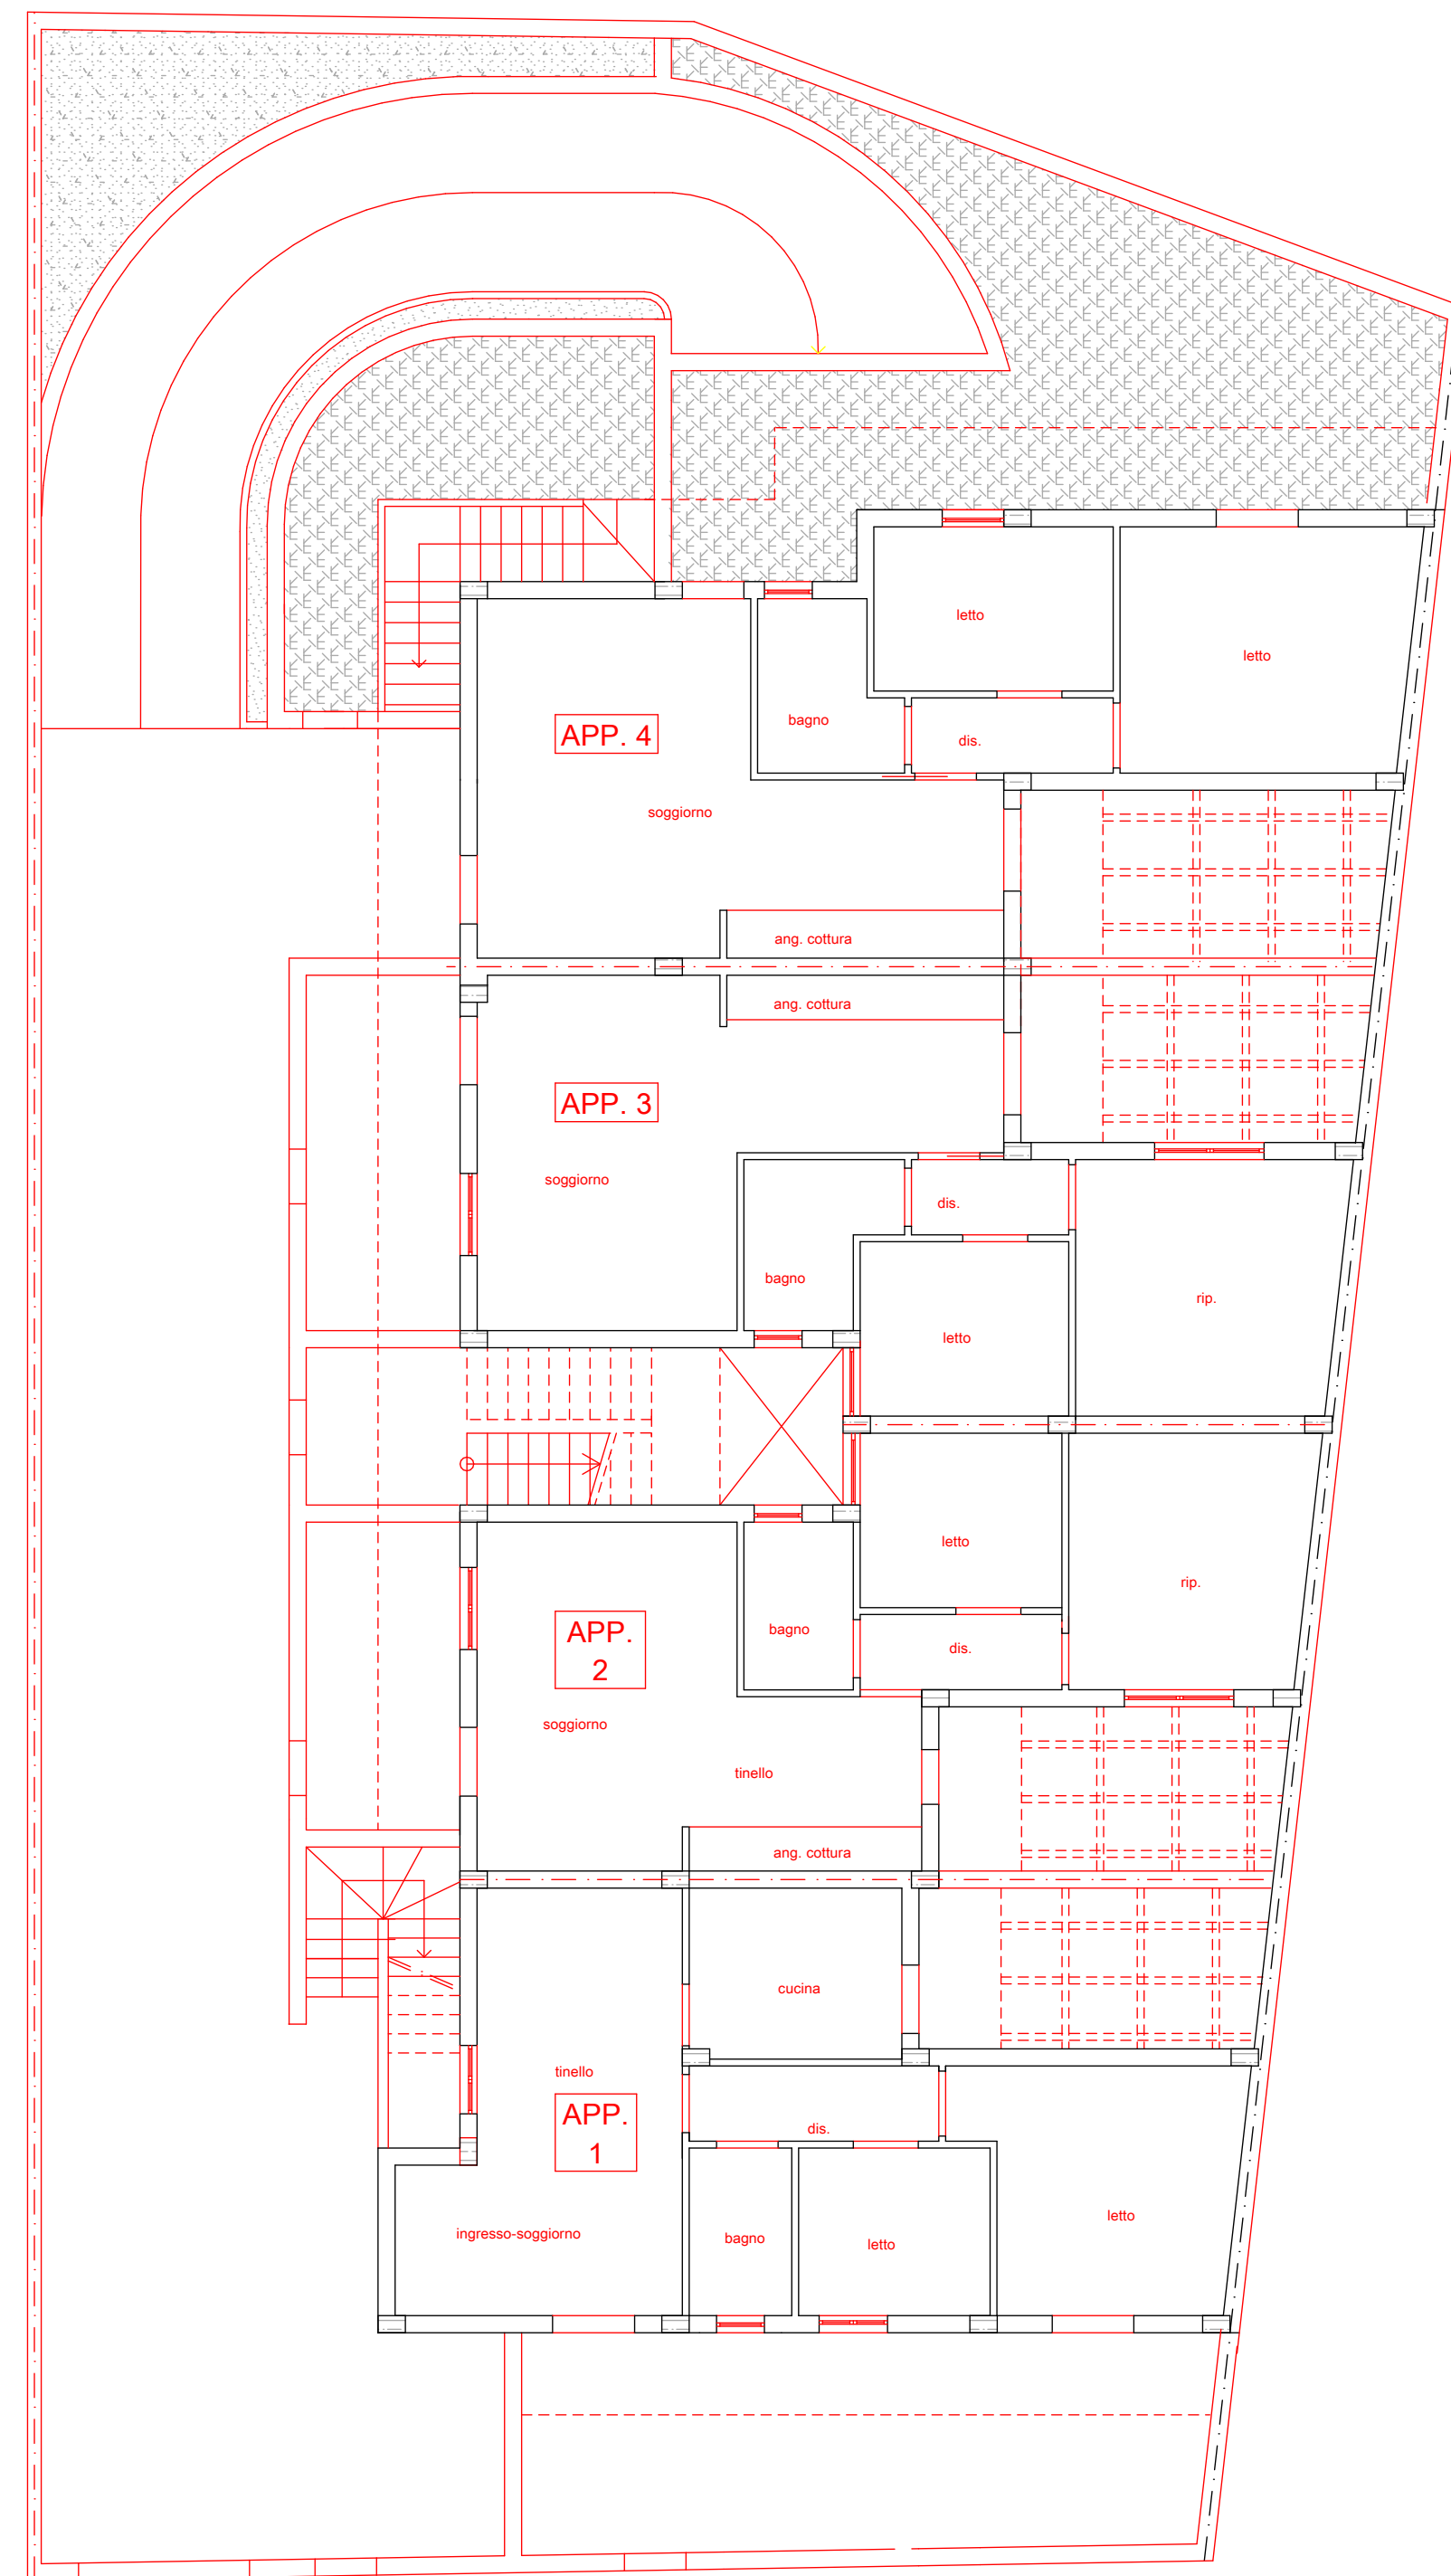 letto
letto
bagno
APP. 4
dis.
soggiorno
ang. cottura
ang. cottura
APP. 3
soggiorno
dis.
bagno
rip.
letto
letto
rip.
APP.
2
bagno
dis.
soggiorno
tinello
ang. cottura
cucina
tinello
APP.
1
dis.
ingresso-soggiorno
bagno
letto
letto